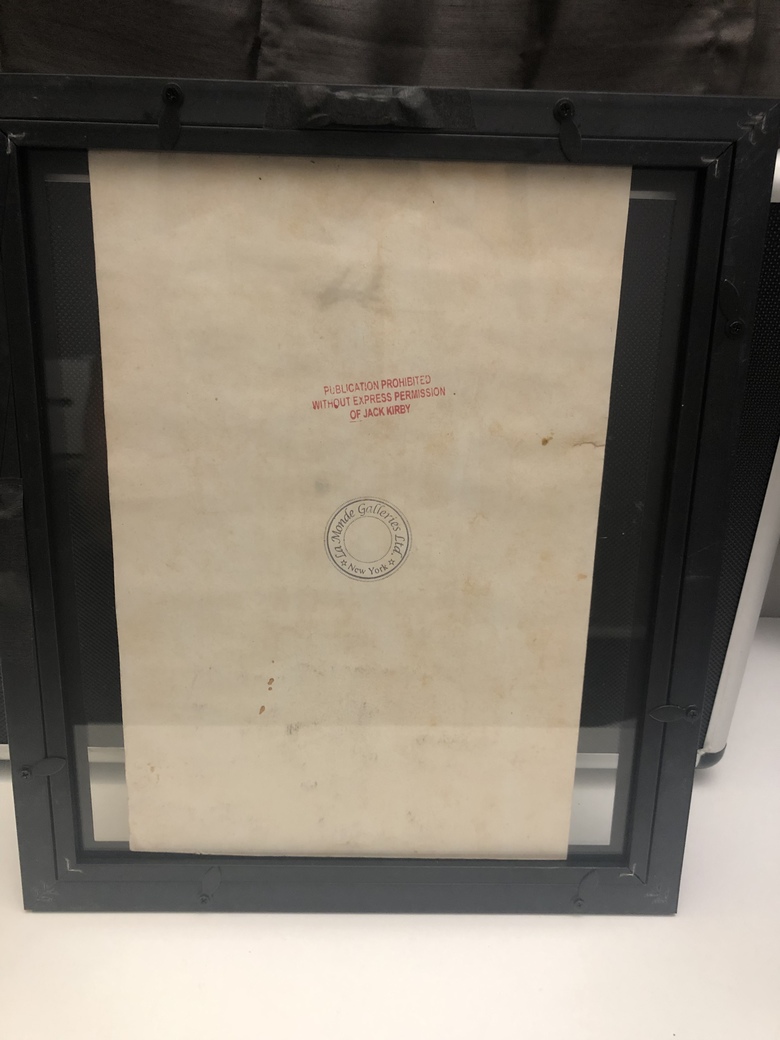 PUBLICATION PROHIBITED
WITHOUT EXPRESS PERMISSION
OF JACK KIRBY
La Monde Galleries Ltd.
☆ New York ☆